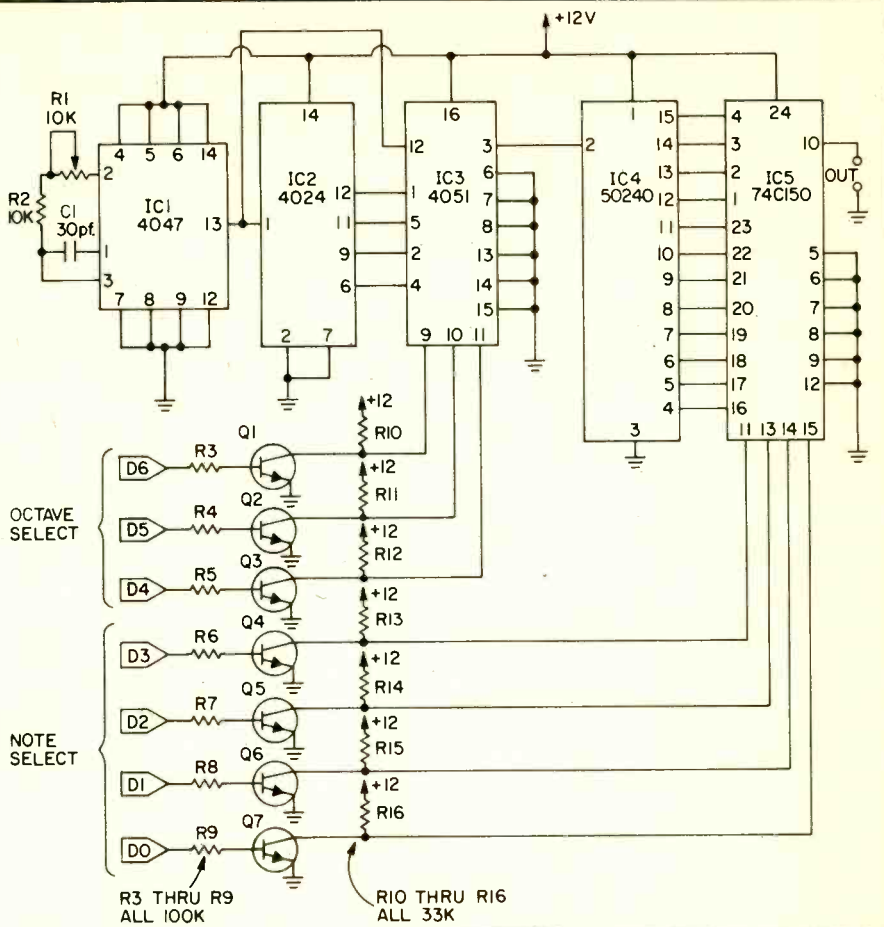 +12V
R1
10K
R2
10K
C1
30pf.
4 5 6 14
2
IC1
4047
13
1
3
7 8 9 12
14
IC2
4024
1
12
11
9
6
2 7
16
12
IC3
4051
3
1
5
2
4
6
7
8
13
14
15
9 10 11
1
2
IC4
50240
15
14
13
12
11
10
9
8
7
6
5
4
3
24
4
3
2
1
23
22
21
20
19
18
17
16
IC5
74C150
10
OUT
5
6
7
8
9
12
11 13 14 15
OCTAVE
SELECT
D6 R3 Q1 +12 R10
D5 R4 Q2 +12 R11
D4 R5 Q3 +12 R12
NOTE
SELECT
D3 R6 Q4 +12 R13
D2 R7 Q5 +12 R14
D1 R8 Q6 +12 R15
D0 R9 Q7 +12 R16
R3 THRU R9
ALL 100K
R10 THRU R16
ALL 33K